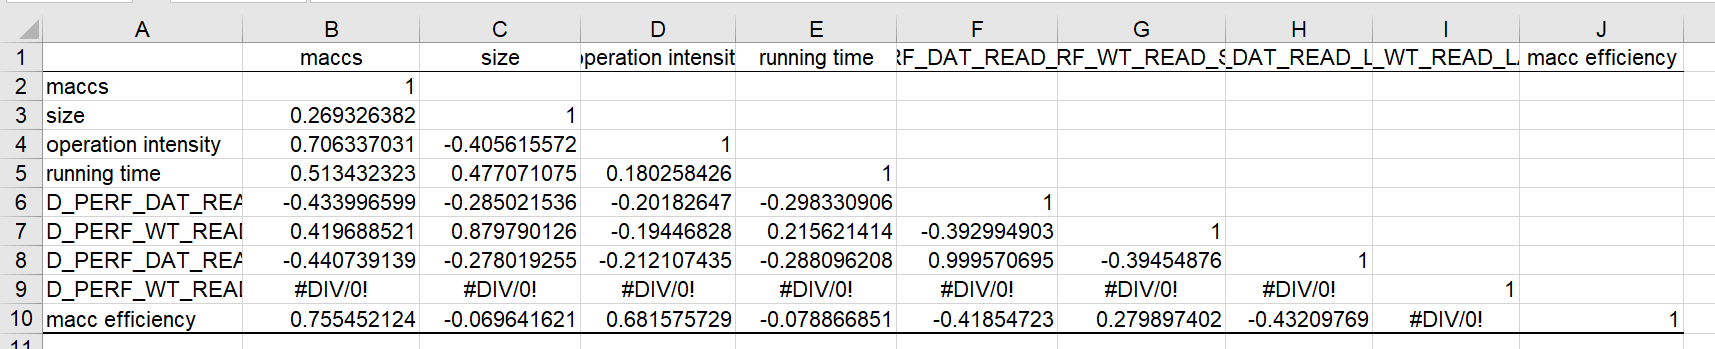 A B C D E F G H I J
1 maccs size operation intensit running time RF_DAT_READ_ RF_WT_READ_S _DAT_READ_L _WT_READ_L macc efficiency
2 maccs 1
3 size 0.269326382 1
4 operation intensity 0.706337031 -0.405615572 1
5 running time 0.513432323 0.477071075 0.180258426 1
6 D_PERF_DAT_REA -0.433996599 -0.285021536 -0.20182647 -0.298330906 1
7 D_PERF_WT_READ 0.419688521 0.879790126 -0.19446828 0.215621414 -0.392994903 1
8 D_PERF_DAT_REA -0.440739139 -0.278019255 -0.212107435 -0.288096208 0.999570695 -0.39454876 1
9 D_PERF_WT_READ #DIV/0! #DIV/0! #DIV/0! #DIV/0! #DIV/0! #DIV/0! #DIV/0! 1
10 macc efficiency 0.755452124 -0.069641621 0.681575729 -0.078866851 -0.41854723 0.279897402 -0.43209769 #DIV/0! 1
11